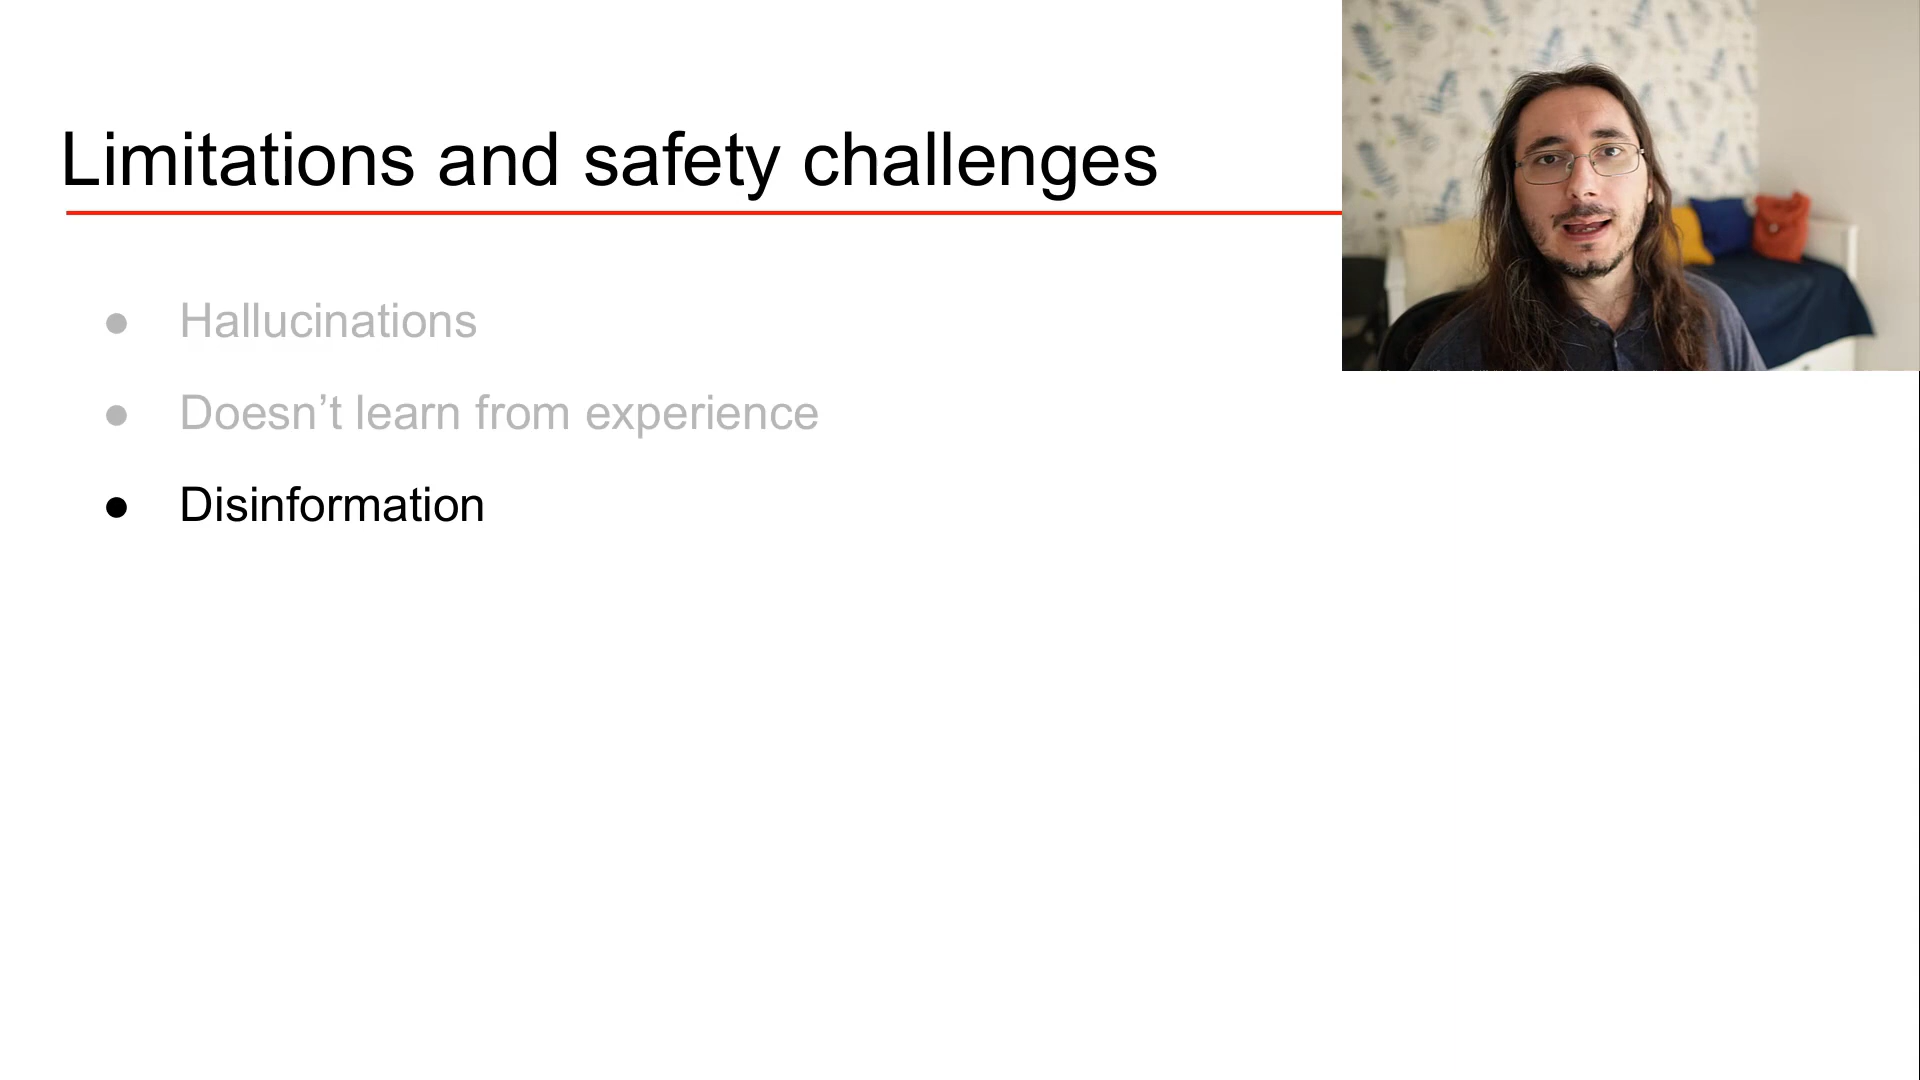 Limitations and safety challenges
● Hallucinations
● Doesn’t learn from experience
● Disinformation